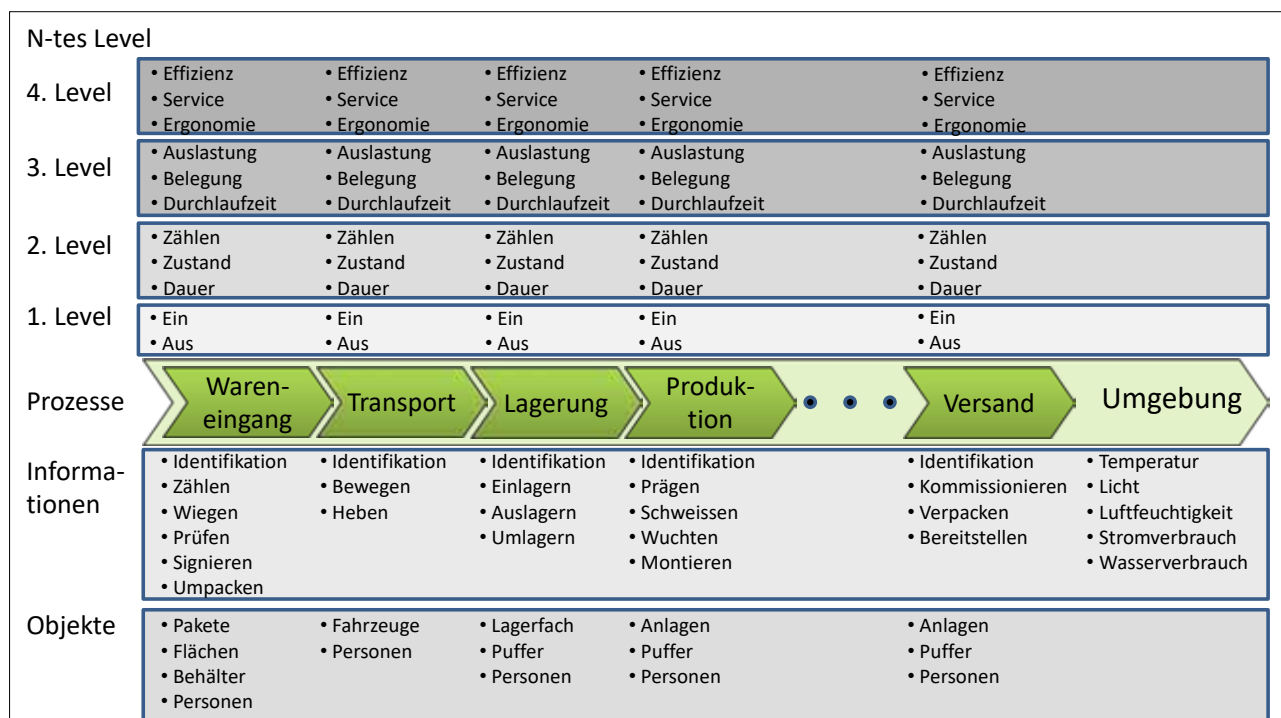 N-tes Level
4. Level
• Effizienz • Effizienz • Effizienz • Effizienz • Effizienz
• Service • Service • Service • Service • Service
• Ergonomie • Ergonomie • Ergonomie • Ergonomie • Ergonomie
3. Level
• Auslastung • Auslastung • Auslastung • Auslastung • Auslastung
• Belegung • Belegung • Belegung • Belegung • Belegung
• Durchlaufzeit • Durchlaufzeit • Durchlaufzeit • Durchlaufzeit • Durchlaufzeit
2. Level
• Zählen • Zählen • Zählen • Zählen • Zählen
• Zustand • Zustand • Zustand • Zustand • Zustand
• Dauer • Dauer • Dauer • Dauer • Dauer
1. Level
• Ein • Ein • Ein • Ein • Ein
• Aus • Aus • Aus • Aus • Aus
Prozesse
Waren-
eingang
Transport
Lagerung
Produk-
tion
• • •
Versand
Umgebung
Informa-
tionen
• Identifikation
• Zählen
• Wiegen
• Prüfen
• Signieren
• Umpacken
• Identifikation
• Bewegen
• Heben
• Identifikation
• Einlagern
• Auslagern
• Umlagern
• Identifikation
• Prägen
• Schweissen
• Wuchten
• Montieren
• Identifikation
• Kommissionieren
• Verpacken
• Bereitstellen
• Temperatur
• Licht
• Luftfeuchtigkeit
• Stromverbrauch
• Wasserverbrauch
Objekte
• Pakete
• Flächen
• Behälter
• Personen
• Fahrzeuge
• Personen
• Lagerfach
• Puffer
• Personen
• Anlagen
• Puffer
• Personen
• Anlagen
• Puffer
• Personen